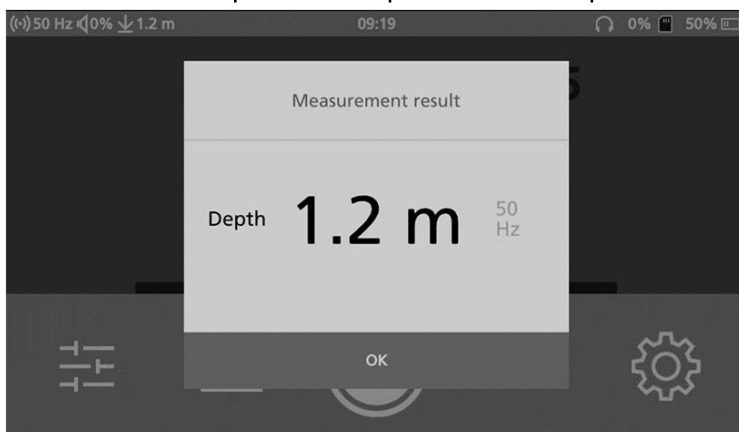 50 Hz 0% 1.2 m 09:19 0% 50%
Measurement result
Depth 1.2 m 50
Hz
OK